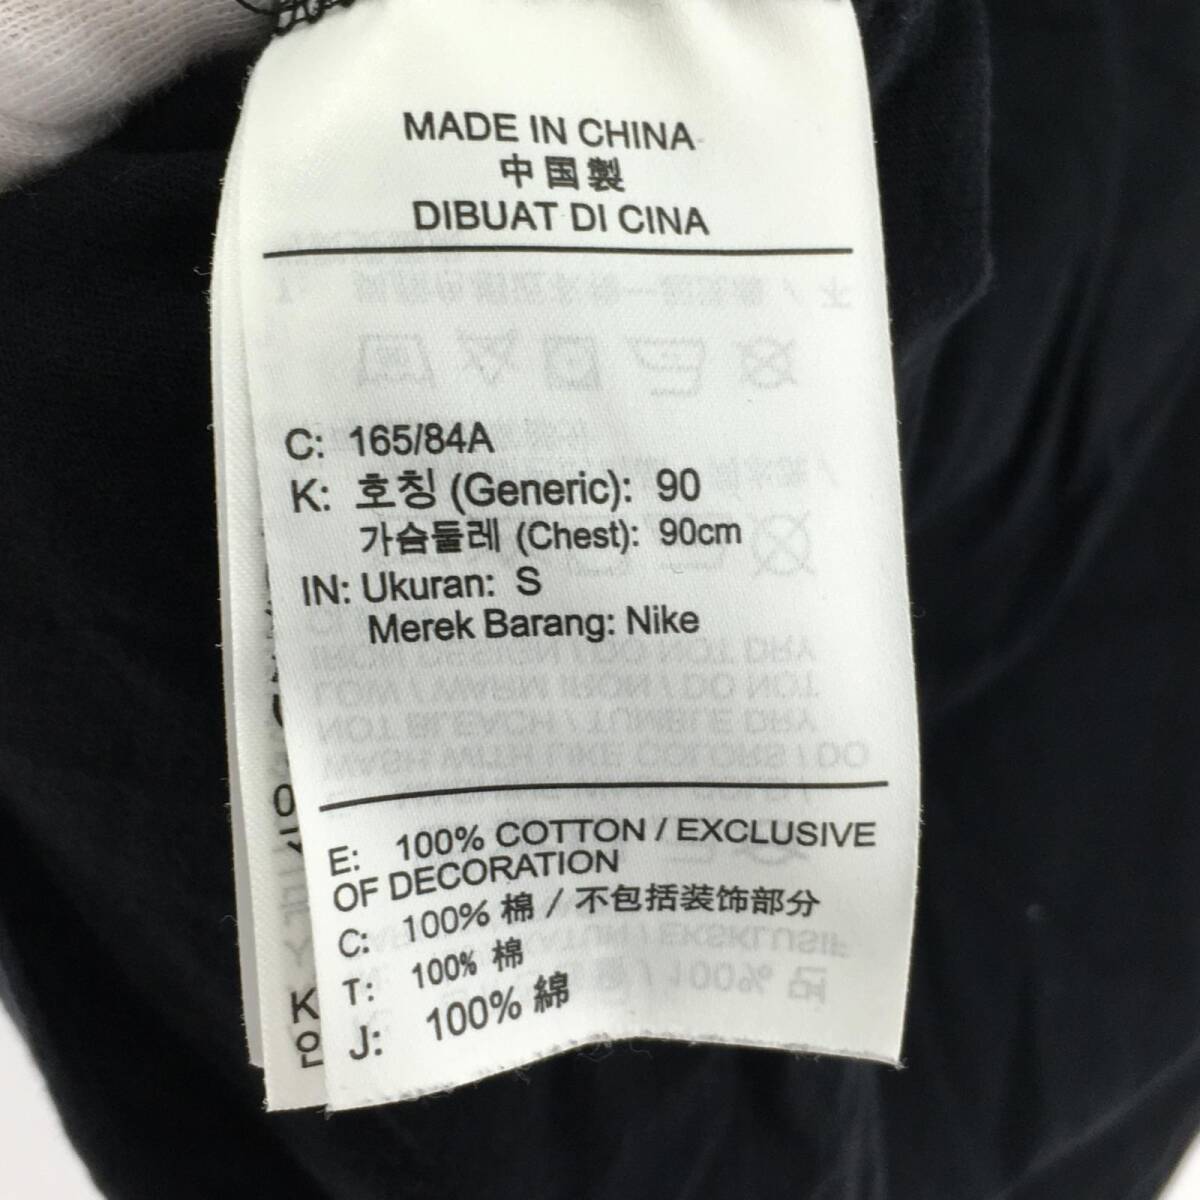 MADE IN CHINA
中国製
DIBUAT DI CINA
C: 165/84A
K: 호칭 (Generic): 90
가슴둘레 (Chest): 90cm
IN: Ukuran: S
Merek Barang: Nike
E: 100% COTTON / EXCLUSIVE
OF DECORATION
C: 100% 棉 / 不包括装饰部分
T: 100% 棉
J: 100% 綿